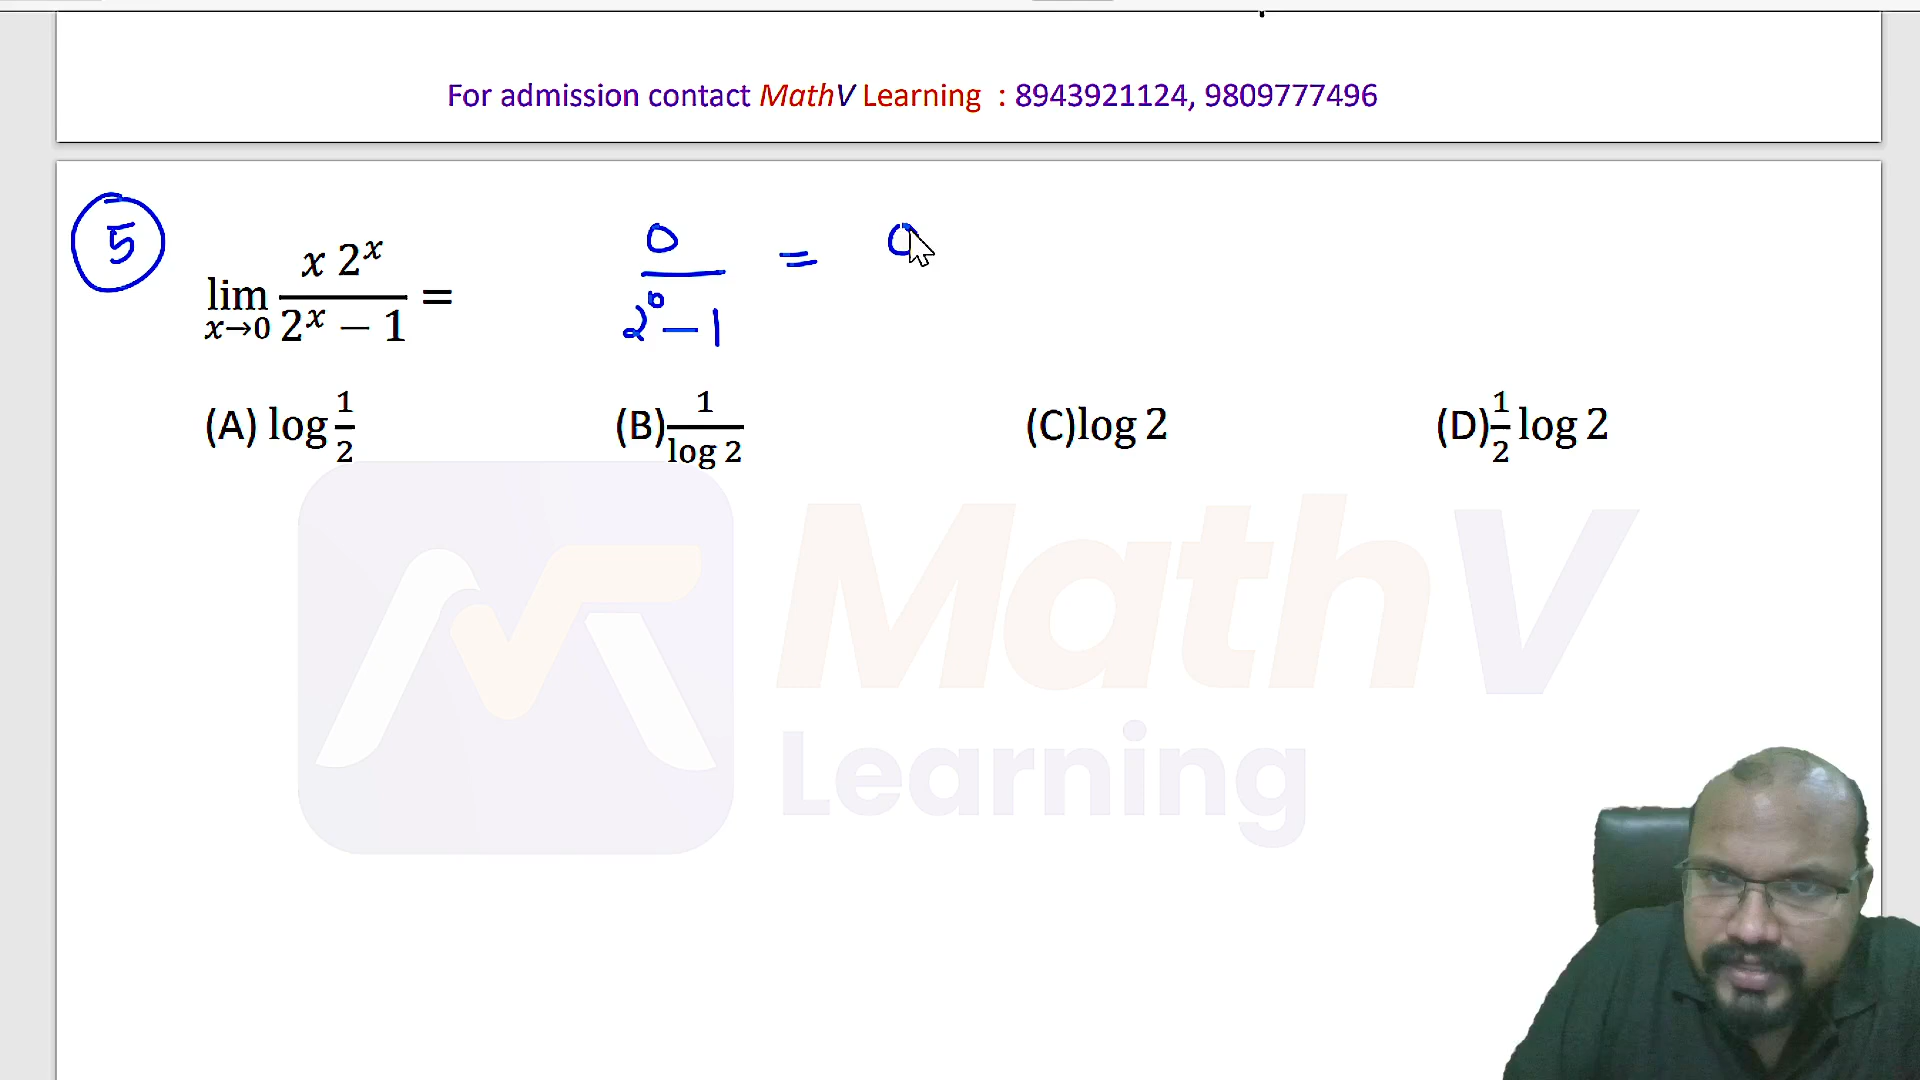 For admission contact MathV Learning : 8943921124, 9809777496
5
lim x→0 x 2^x / 2^x − 1 =
0 / 2^0 − 1 = 0
(A) log 1/2 (B) 1/log 2 (C)log 2 (D) 1/2 log 2
MathV
Learning